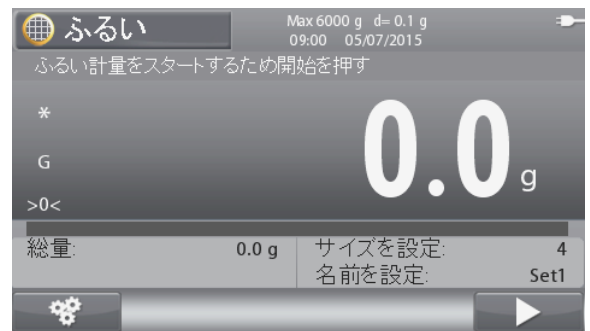 ふるい
Max 6000 g d= 0.1 g
09:00 05/07/2015
ふるい計量をスタートするため開始を押す
*
G
>0<
0.0 g
総量: 0.0 g
サイズを設定: 4
名前を設定: Set1